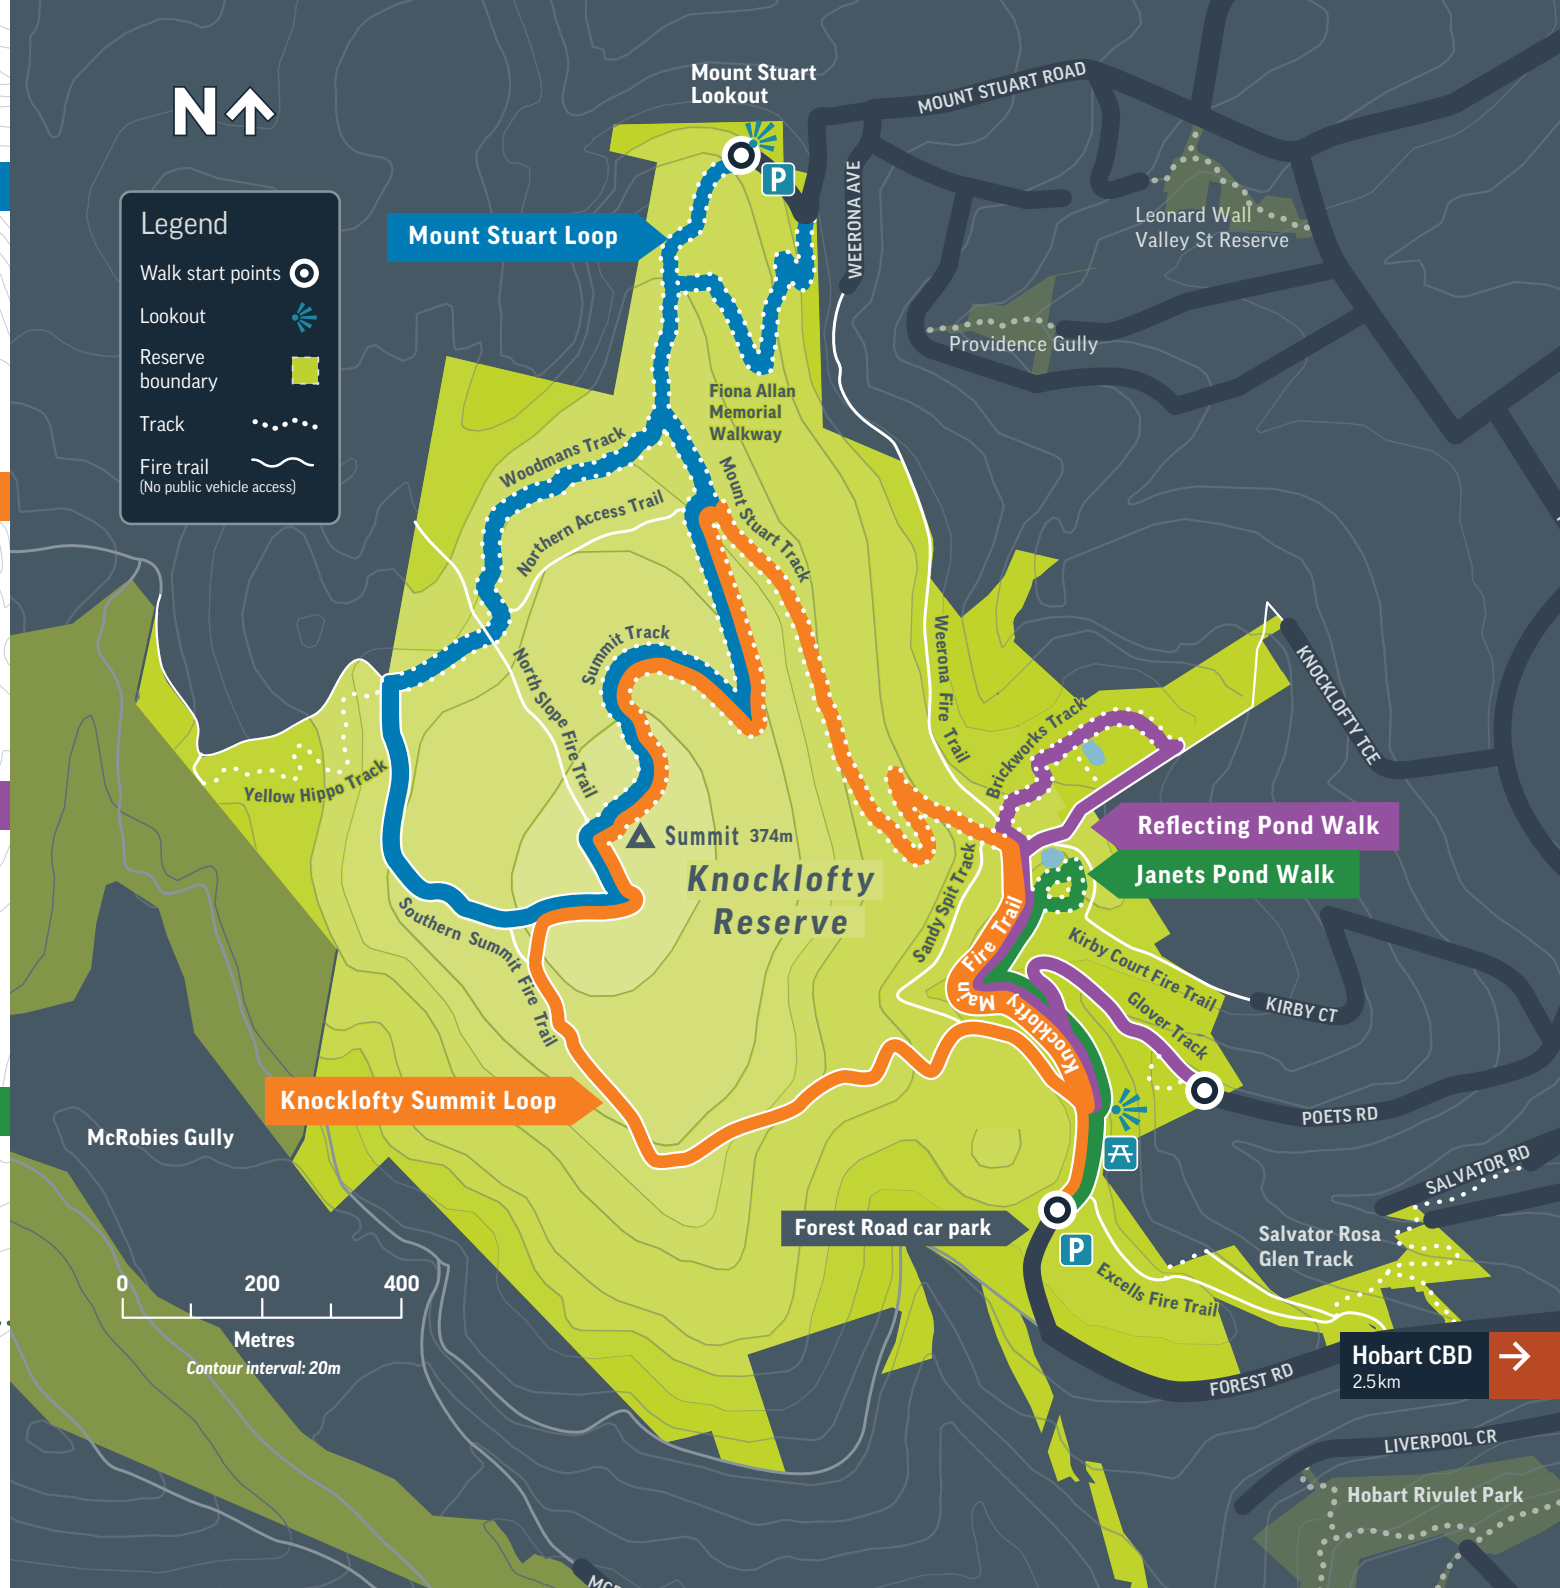 Mount Stuart
Lookout
MOUNT STUART ROAD
N
P
WEERONA AVE
Legend
Walk start points
Lookout
Reserve
boundary
Track
Fire trail
(No public vehicle access)
Mount Stuart Loop
Leonard Wall
Valley St Reserve
Providence Gully
Fiona Allan
Memorial
Walkway
Woodmans Track
Mount Stuart Track
Northern Access Trail
Summit Track
North Slope Fire Trail
Weerona Fire Trail
KNOCKLOFTY TCE
Brickworks Track
Yellow Hippo Track
Summit 374m
Reflecting Pond Walk
Knocklofty
Reserve
Janets Pond Walk
Sandy Spit Track
Southern Summit Fire Trail
Knocklofty Main Fire Trail
Kirby Court Fire Trail
Glover Track
KIRBY CT
Knocklofty Summit Loop
POETS RD
McRobies Gully
SALVATOR RD
Forest Road car park
P
Salvator Rosa
Glen Track
Excells Fire Trail
0 200 400
Metres
Contour interval: 20m
Hobart CBD
2.5km
FOREST RD
LIVERPOOL CR
Hobart Rivulet Park